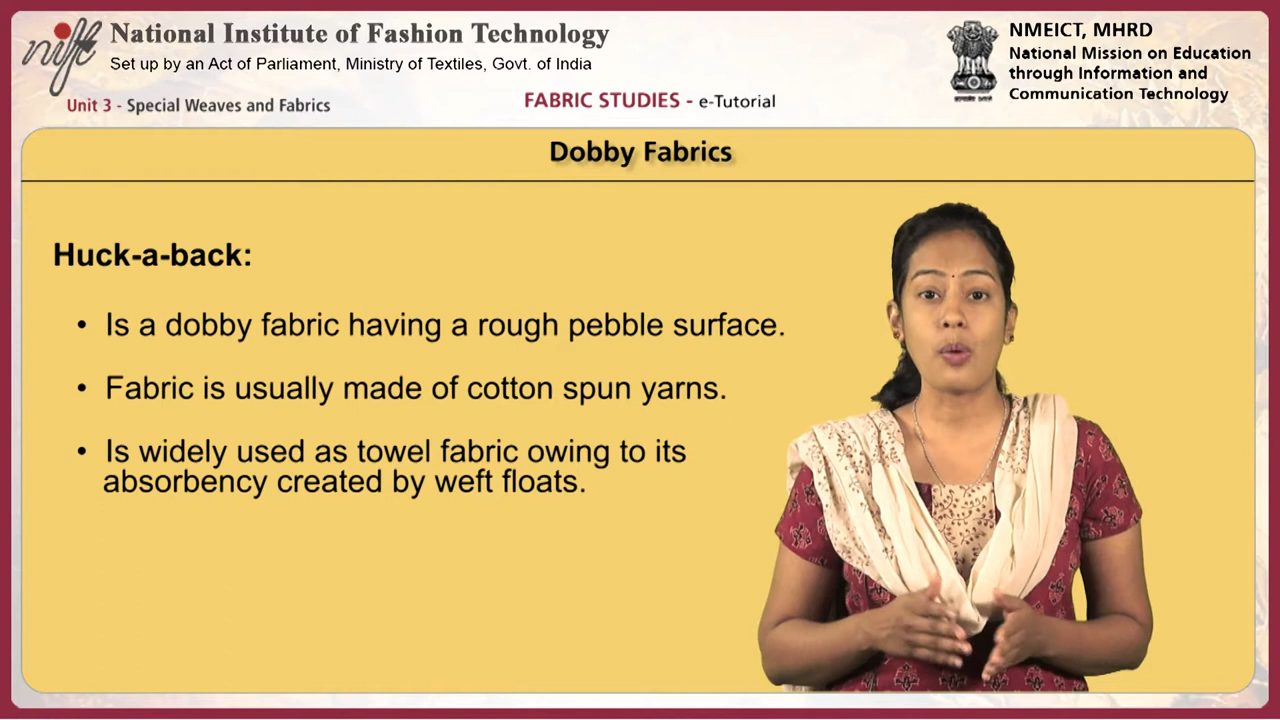 nift
National Institute of Fashion Technology
Set up by an Act of Parliament, Ministry of Textiles, Govt. of India
Unit 3 - Special Weaves and Fabrics
FABRIC STUDIES - e-Tutorial
NMEICT, MHRD
National Mission on Education
through Information and
Communication Technology
Dobby Fabrics
Huck-a-back:
• Is a dobby fabric having a rough pebble surface.
• Fabric is usually made of cotton spun yarns.
• Is widely used as towel fabric owing to its
absorbency created by weft floats.